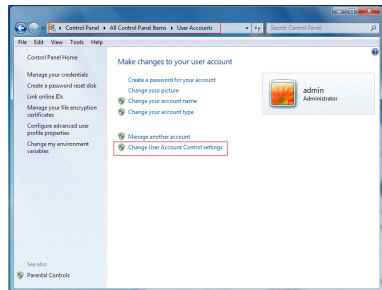 Control Panel ▸ All Control Panel Items ▸ User Accounts
Search Control Panel
File Edit View Tools Help
Control Panel Home
Manage your credentials
Create a password reset disk
Link online IDs
Manage your file encryption
certificates
Configure advanced user
profile properties
Change my environment
variables
See also
Parental Controls
Make changes to your user account
Create a password for your account
Change your picture
Change your account name
Change your account type
Manage another account
Change User Account Control settings
admin
Administrator